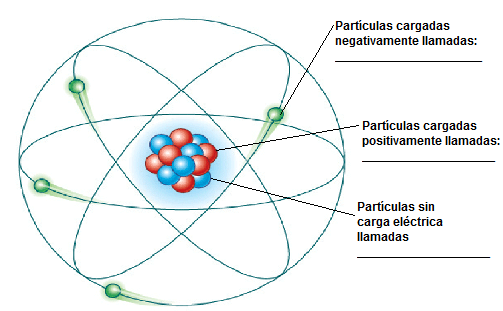 Partículas cargadas
negativamente llamadas:
Partículas cargadas
positivamente llamadas:
Partículas sin
carga eléctrica
llamadas